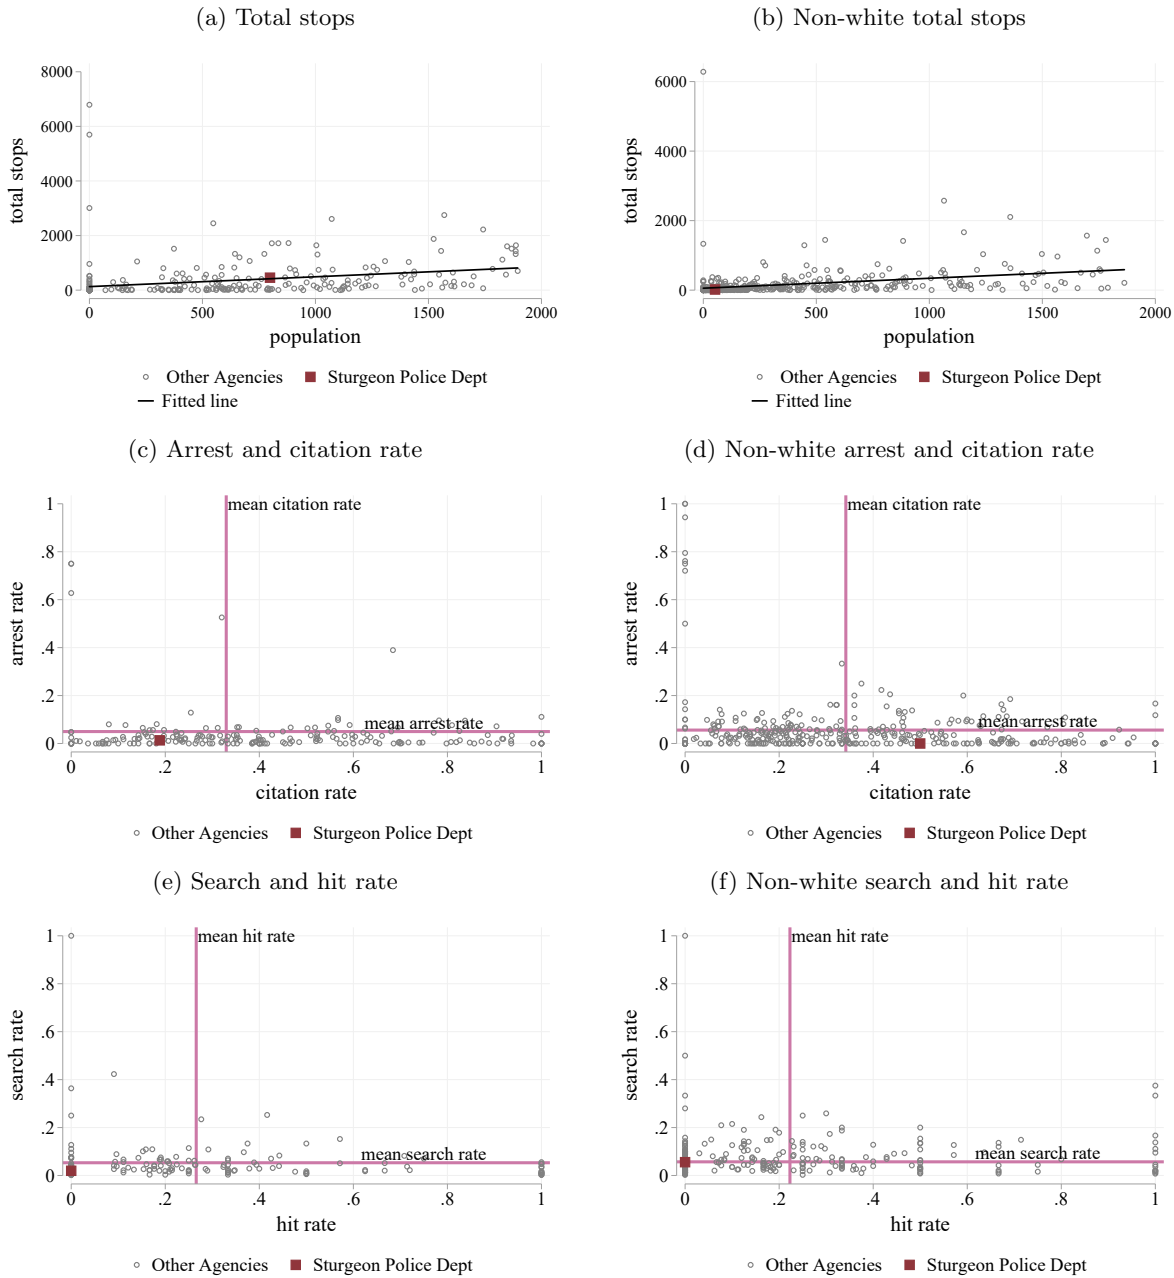 (a) Total stops
8000
6000
4000
2000
0
total stops
0 500 1000 1500 2000
population
Other Agencies Sturgeon Police Dept
Fitted line
(b) Non-white total stops
6000
4000
2000
0
total stops
0 500 1000 1500 2000
population
Other Agencies Sturgeon Police Dept
Fitted line
(c) Arrest and citation rate
1
.8
.6
.4
.2
0
arrest rate
mean citation rate
mean arrest rate
0 .2 .4 .6 .8 1
citation rate
Other Agencies Sturgeon Police Dept
(d) Non-white arrest and citation rate
1
.8
.6
.4
.2
0
arrest rate
mean citation rate
mean arrest rate
0 .2 .4 .6 .8 1
citation rate
Other Agencies Sturgeon Police Dept
(e) Search and hit rate
1
.8
.6
.4
.2
0
search rate
mean hit rate
mean search rate
0 .2 .4 .6 .8 1
hit rate
Other Agencies Sturgeon Police Dept
(f) Non-white search and hit rate
1
.8
.6
.4
.2
0
search rate
mean hit rate
mean search rate
0 .2 .4 .6 .8 1
hit rate
Other Agencies Sturgeon Police Dept